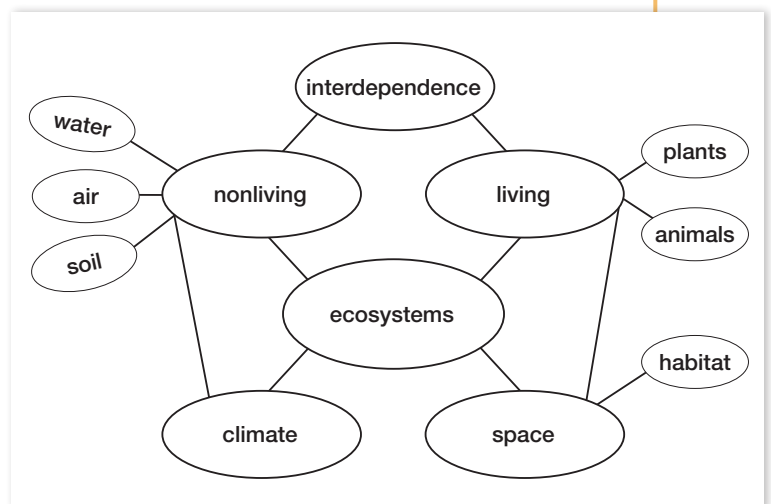 interdependence
water
plants
air
nonliving
living
animals
soil
ecosystems
habitat
climate
space